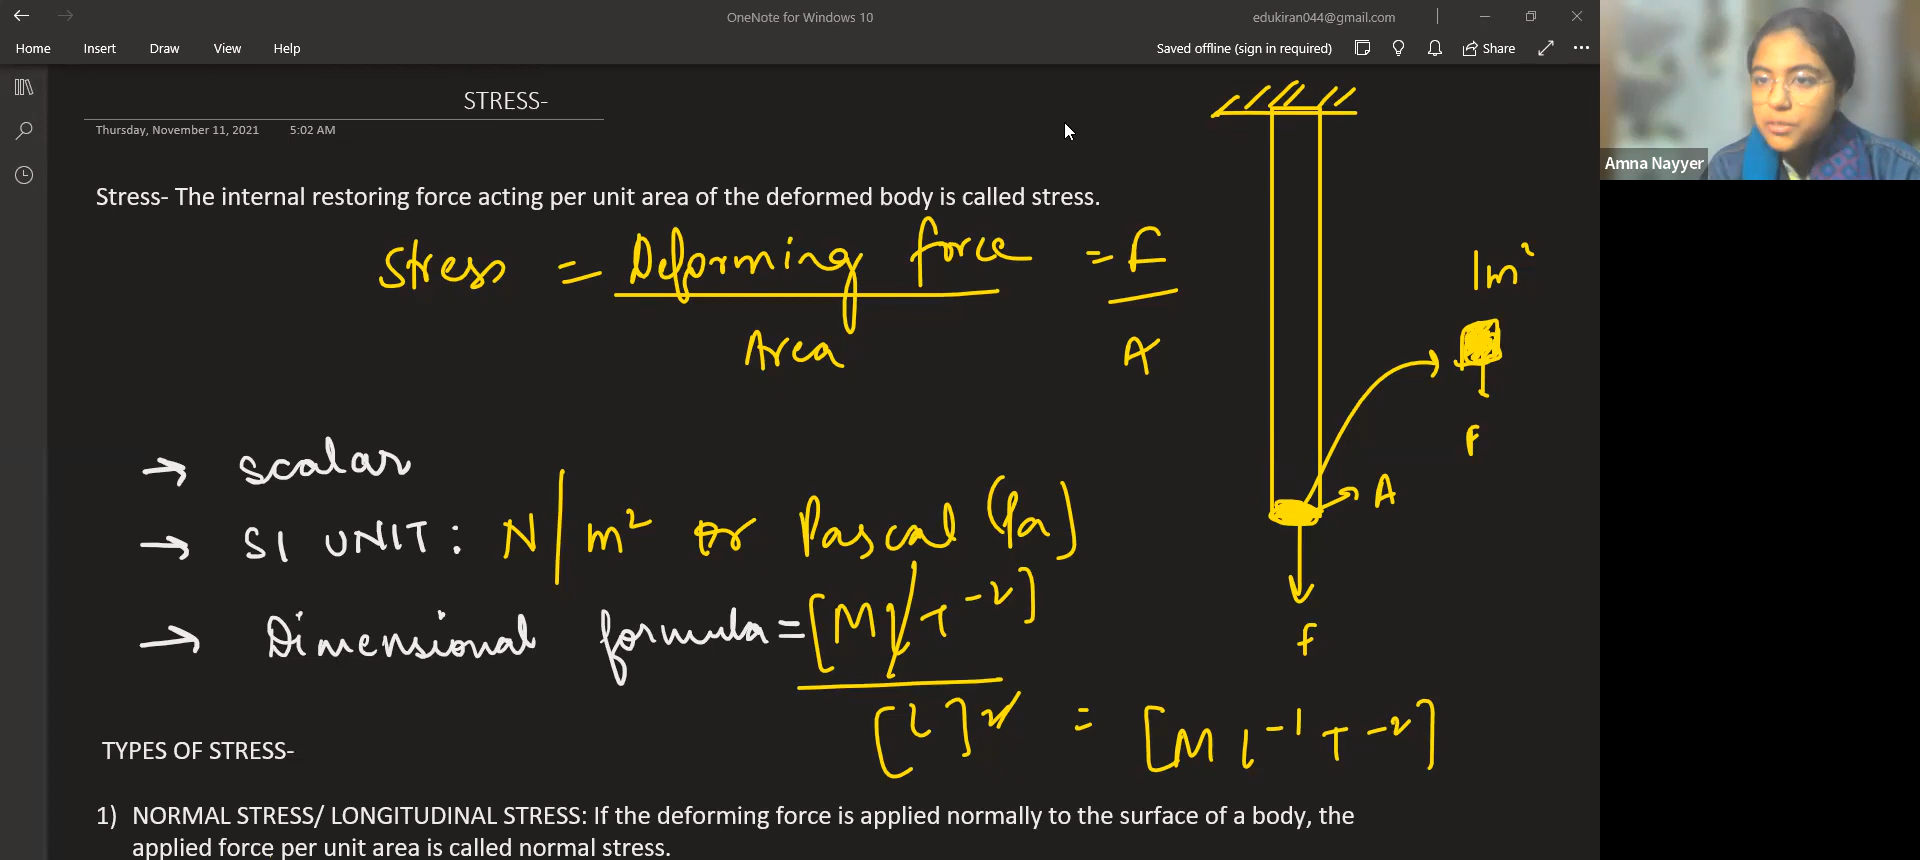 OneNote for Windows 10
edukiran044@gmail.com
Home Insert Draw View Help
Saved offline (sign in required) Share
STRESS-
Thursday, November 11, 2021 5:02 AM
Amna Nayyer
Stress- The internal restoring force acting per unit area of the deformed body is called stress.
Stress = Deforming force / Area = F / A
1m²
F
A
→ scalar
→ SI UNIT: N/m² or Pascal (Pa)
F
→ Dimensional formula = [MLT⁻²] / [L]² = [ML⁻¹T⁻²]
TYPES OF STRESS-
1) NORMAL STRESS/ LONGITUDINAL STRESS: If the deforming force is applied normally to the surface of a body, the
applied force per unit area is called normal stress.